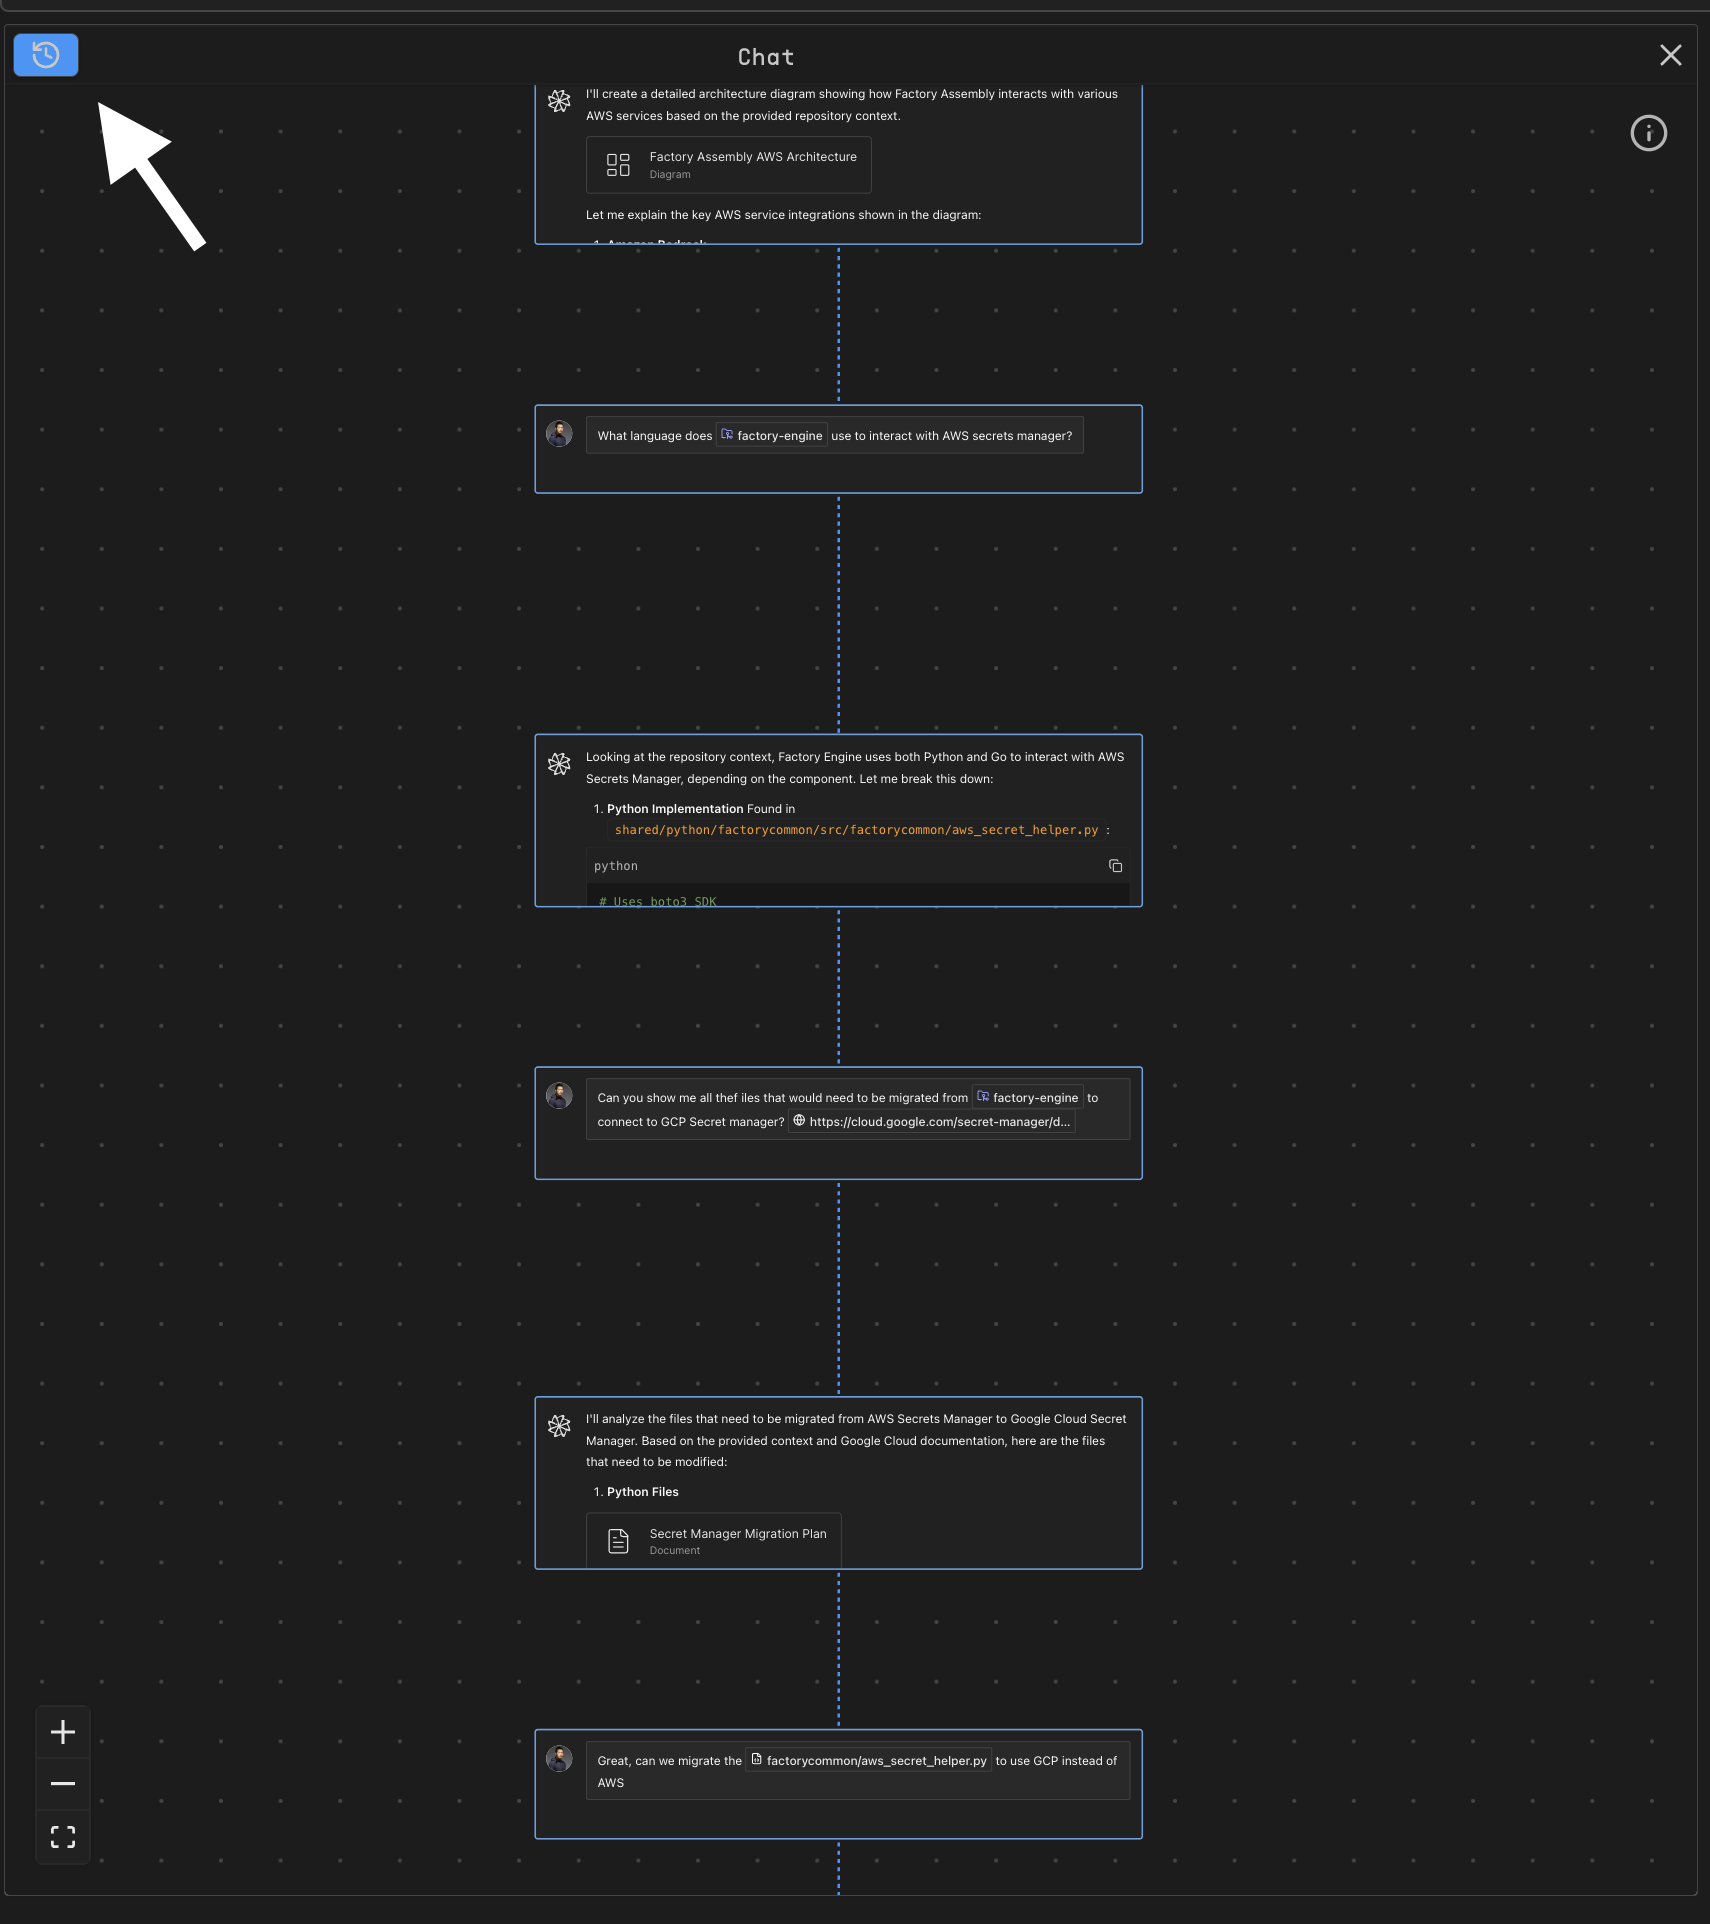 Chat
I'll create a detailed architecture diagram showing how Factory Assembly interacts with various
AWS services based on the provided repository context.
Factory Assembly AWS Architecture
Diagram
Let me explain the key AWS service integrations shown in the diagram:
1. Amazon Bedrock
What language does factory-engine use to interact with AWS secrets manager?
Looking at the repository context, Factory Engine uses both Python and Go to interact with AWS
Secrets Manager, depending on the component. Let me break this down:
1. Python Implementation Found in
shared/python/factorycommon/src/factorycommon/aws_secret_helper.py :
python
# Uses boto3 SDK
Can you show me all thef iles that would need to be migrated from factory-engine to
connect to GCP Secret manager? https://cloud.google.com/secret-manager/d...
I'll analyze the files that need to be migrated from AWS Secrets Manager to Google Cloud Secret
Manager. Based on the provided context and Google Cloud documentation, here are the files
that need to be modified:
1. Python Files
Secret Manager Migration Plan
Document
Great, can we migrate the factorycommon/aws_secret_helper.py to use GCP instead of
AWS